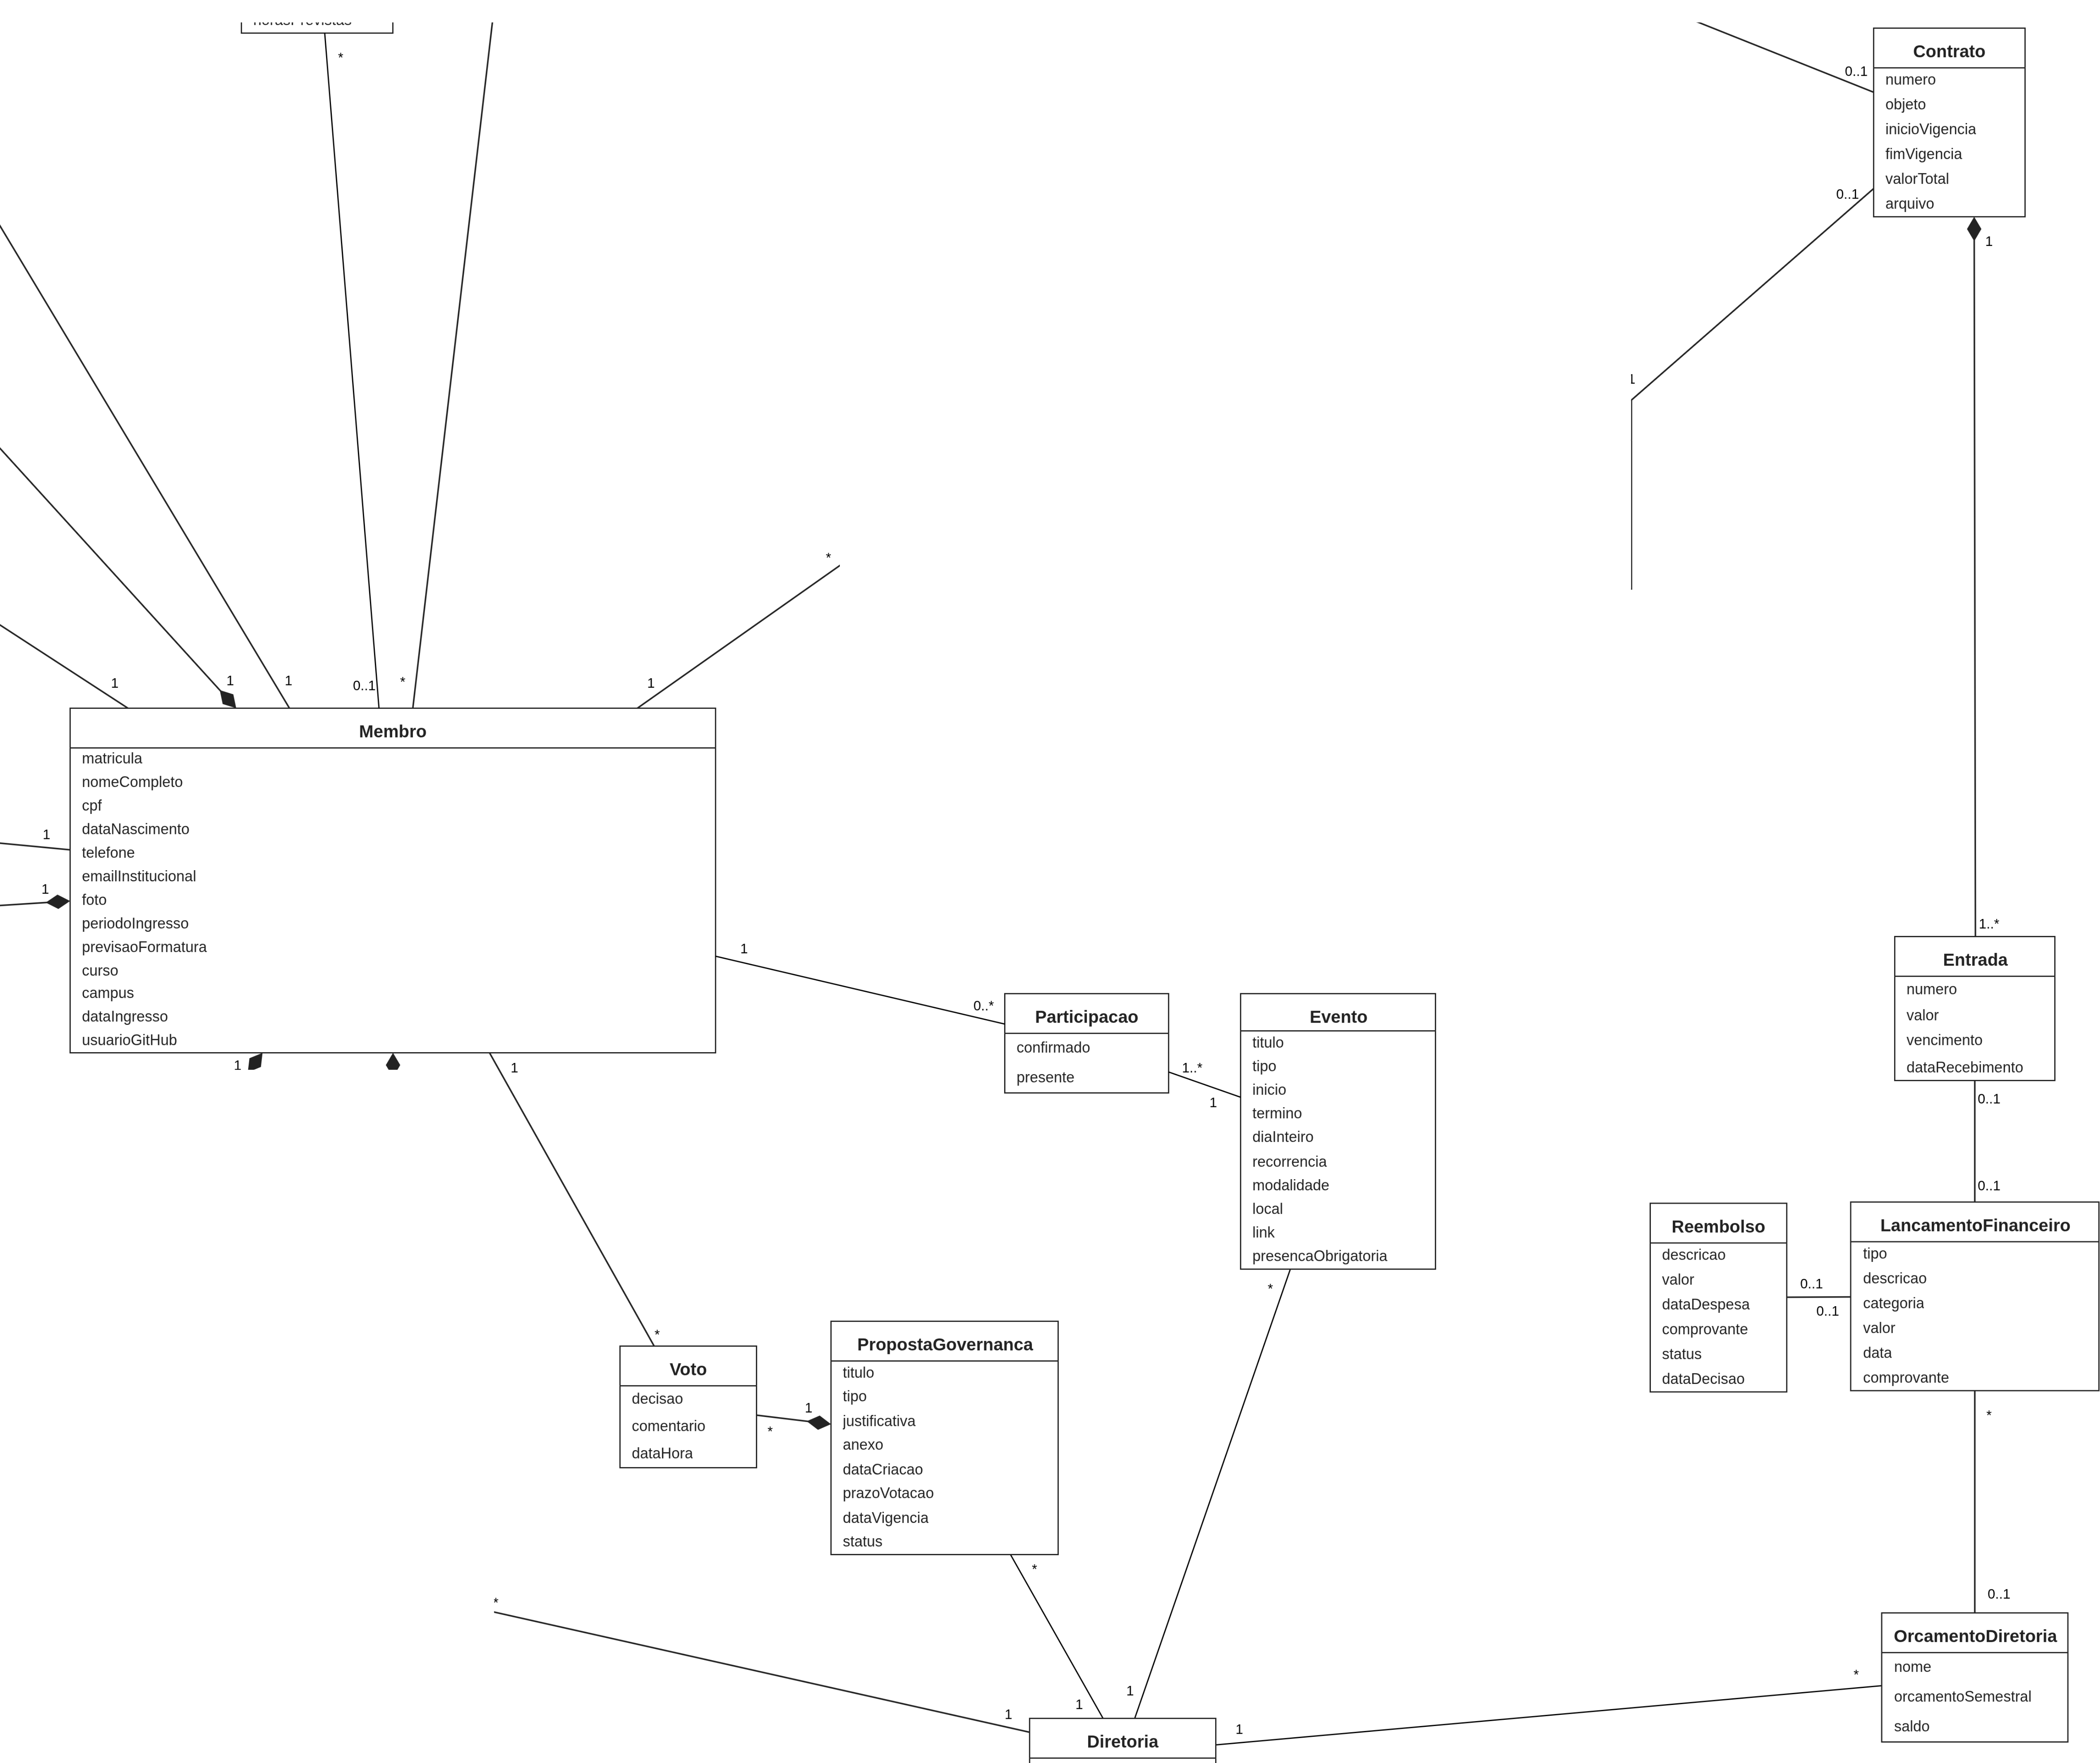 *
Contrato
numero
objeto
inicioVigencia
fimVigencia
valorTotal
arquivo
0..1
0..1
1
*
1
1
1
0..1
*
1
Membro
matricula
nomeCompleto
cpf
dataNascimento
telefone
emailInstitucional
foto
periodoIngresso
previsaoFormatura
curso
campus
dataIngresso
usuarioGitHub
1
1
1
1
1
0..*
Participacao
confirmado
presente
1..*
1
Evento
titulo
tipo
inicio
termino
diaInteiro
recorrencia
modalidade
local
link
presencaObrigatoria
*
1..*
Entrada
numero
valor
vencimento
dataRecebimento
0..1
0..1
Reembolso
descricao
valor
dataDespesa
comprovante
status
dataDecisao
0..1
0..1
LancamentoFinanceiro
tipo
descricao
categoria
valor
data
comprovante
*
0..1
*
Voto
decisao
comentario
dataHora
1
*
PropostaGovernanca
titulo
tipo
justificativa
anexo
dataCriacao
prazoVotacao
dataVigencia
status
*
*
1
1
1
1
*
Diretoria
OrcamentoDiretoria
nome
orcamentoSemestral
saldo